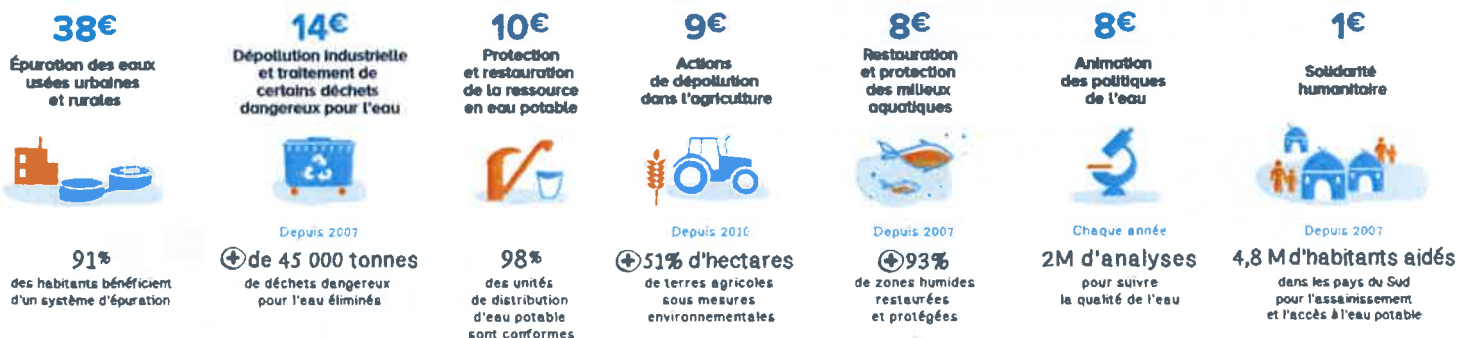 38€
Épuration des eaux
usées urbaines
et rurales
91%
des habitants bénéficient
d'un système d'épuration
14€
Dépollution industrielle
et traitement de
certains déchets
dangereux pour l'eau
Depuis 2007
+ de 45 000 tonnes
de déchets dangereux
pour l'eau éliminés
10€
Protection
et restauration
de la ressource
en eau potable
98%
des unités
de distribution
d'eau potable
sont conformes
9€
Actions
de dépollution
dans l'agriculture
Depuis 2010
+ 51% d'hectares
de terres agricoles
sous mesures
environnementales
8€
Restauration
et protection
des milieux
aquatiques
Depuis 2007
+ 93%
de zones humides
restaurées
et protégées
8€
Animation
des politiques
de l'eau
Chaque année
2M d'analyses
pour suivre
la qualité de l'eau
1€
Solidarité
humanitaire
Depuis 2007
4,8 M d'habitants aidés
dans les pays du Sud
pour l'assainissement
et l'accès à l'eau potable